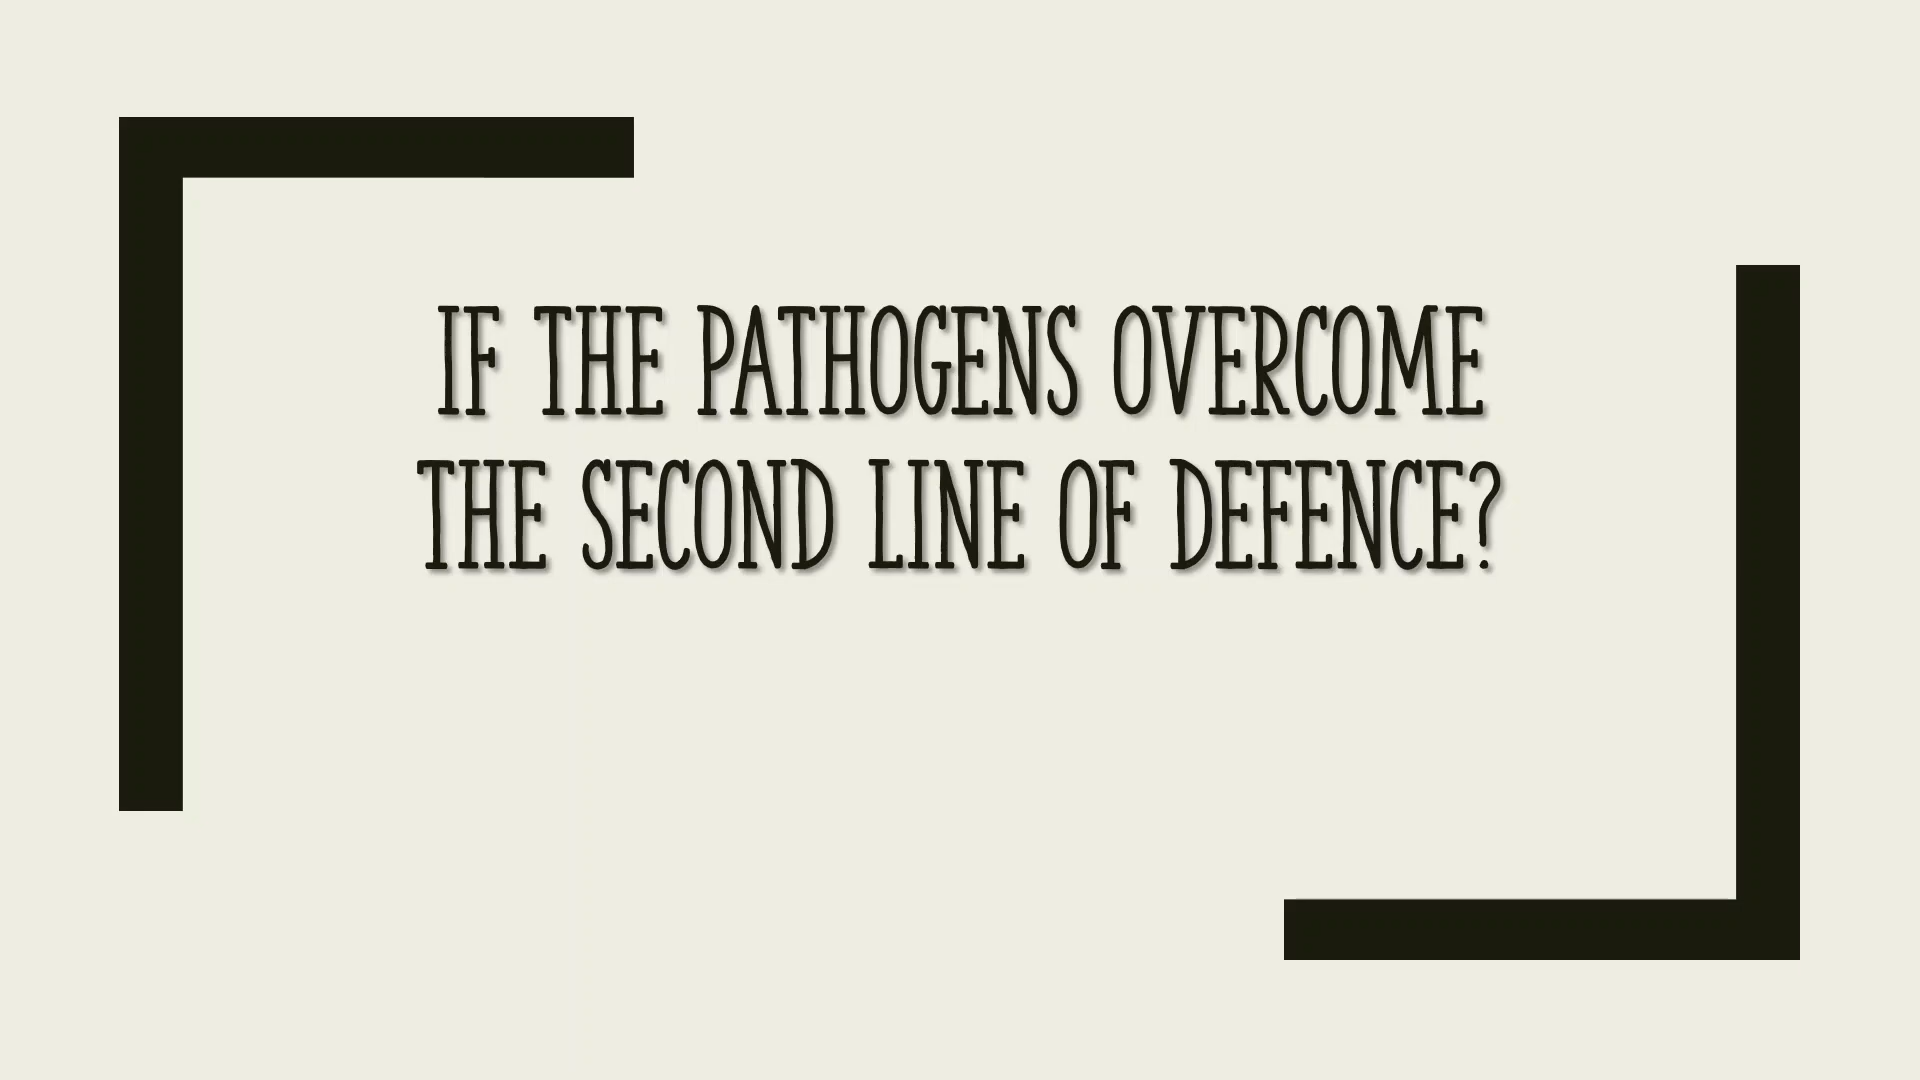 IF THE PATHOGENS OVERCOME
THE SECOND LINE OF DEFENCE?